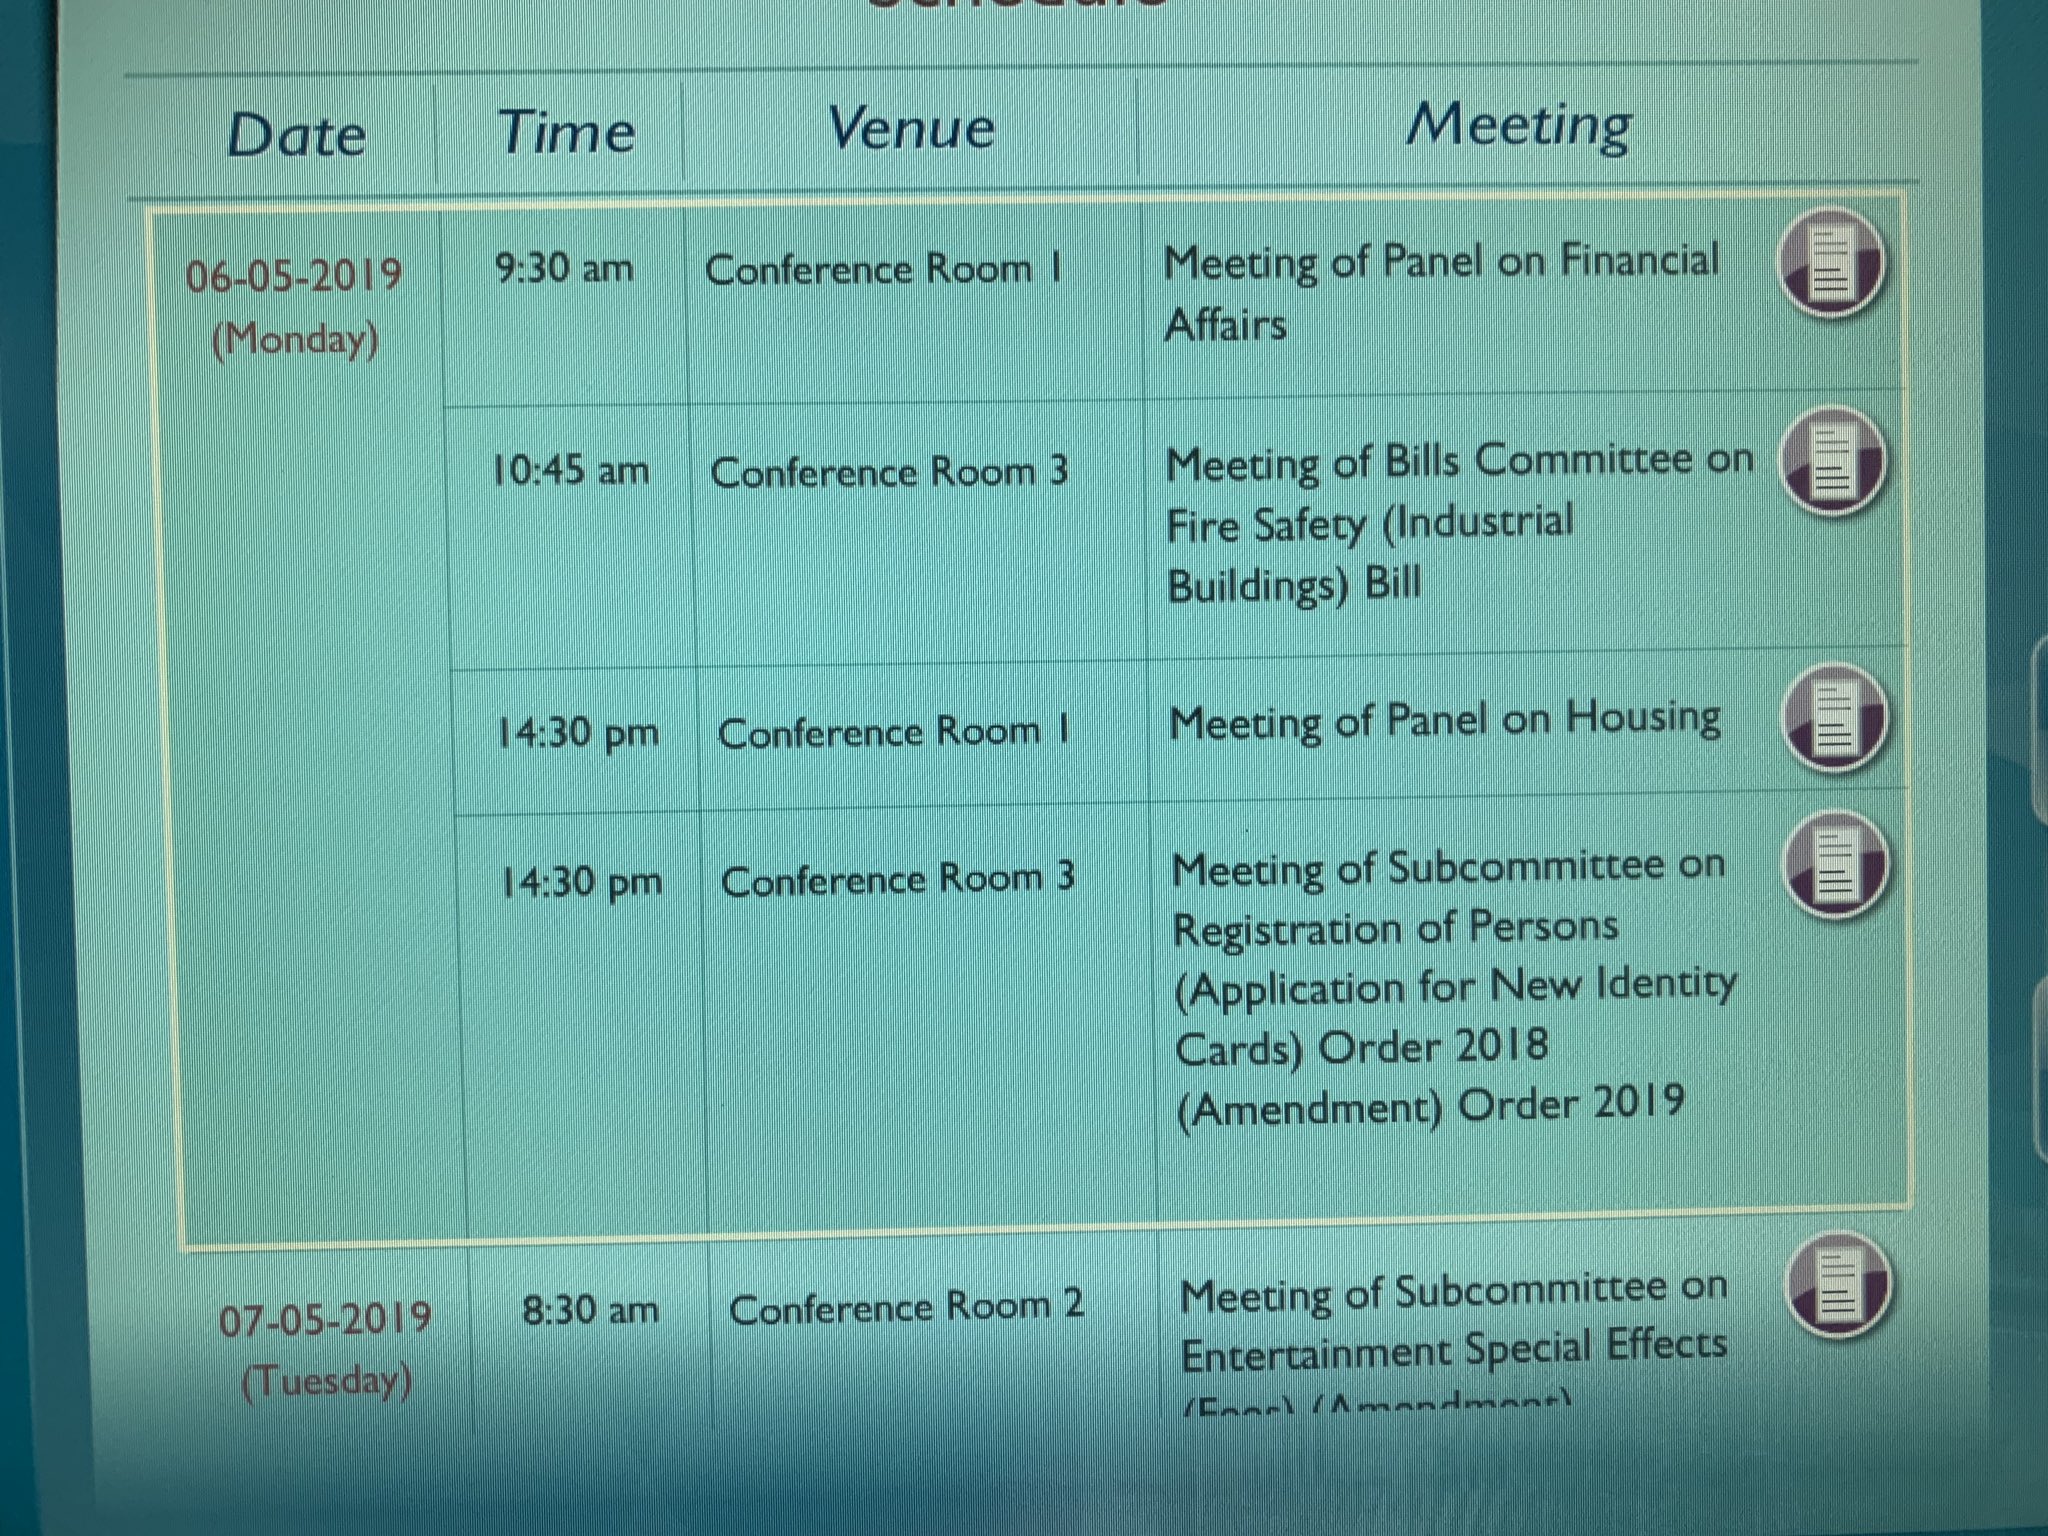 Schedule
Date Time Venue Meeting
06-05-2019 9:30 am Conference Room 1 Meeting of Panel on Financial
(Monday) Affairs
10:45 am Conference Room 3 Meeting of Bills Committee on
Fire Safety (Industrial
Buildings) Bill
14:30 pm Conference Room 1 Meeting of Panel on Housing
14:30 pm Conference Room 3 Meeting of Subcommittee on
Registration of Persons
(Application for New Identity
Cards) Order 2018
(Amendment) Order 2019
07-05-2019 8:30 am Conference Room 2 Meeting of Subcommittee on
(Tuesday) Entertainment Special Effects
(Fees) (Amendment)